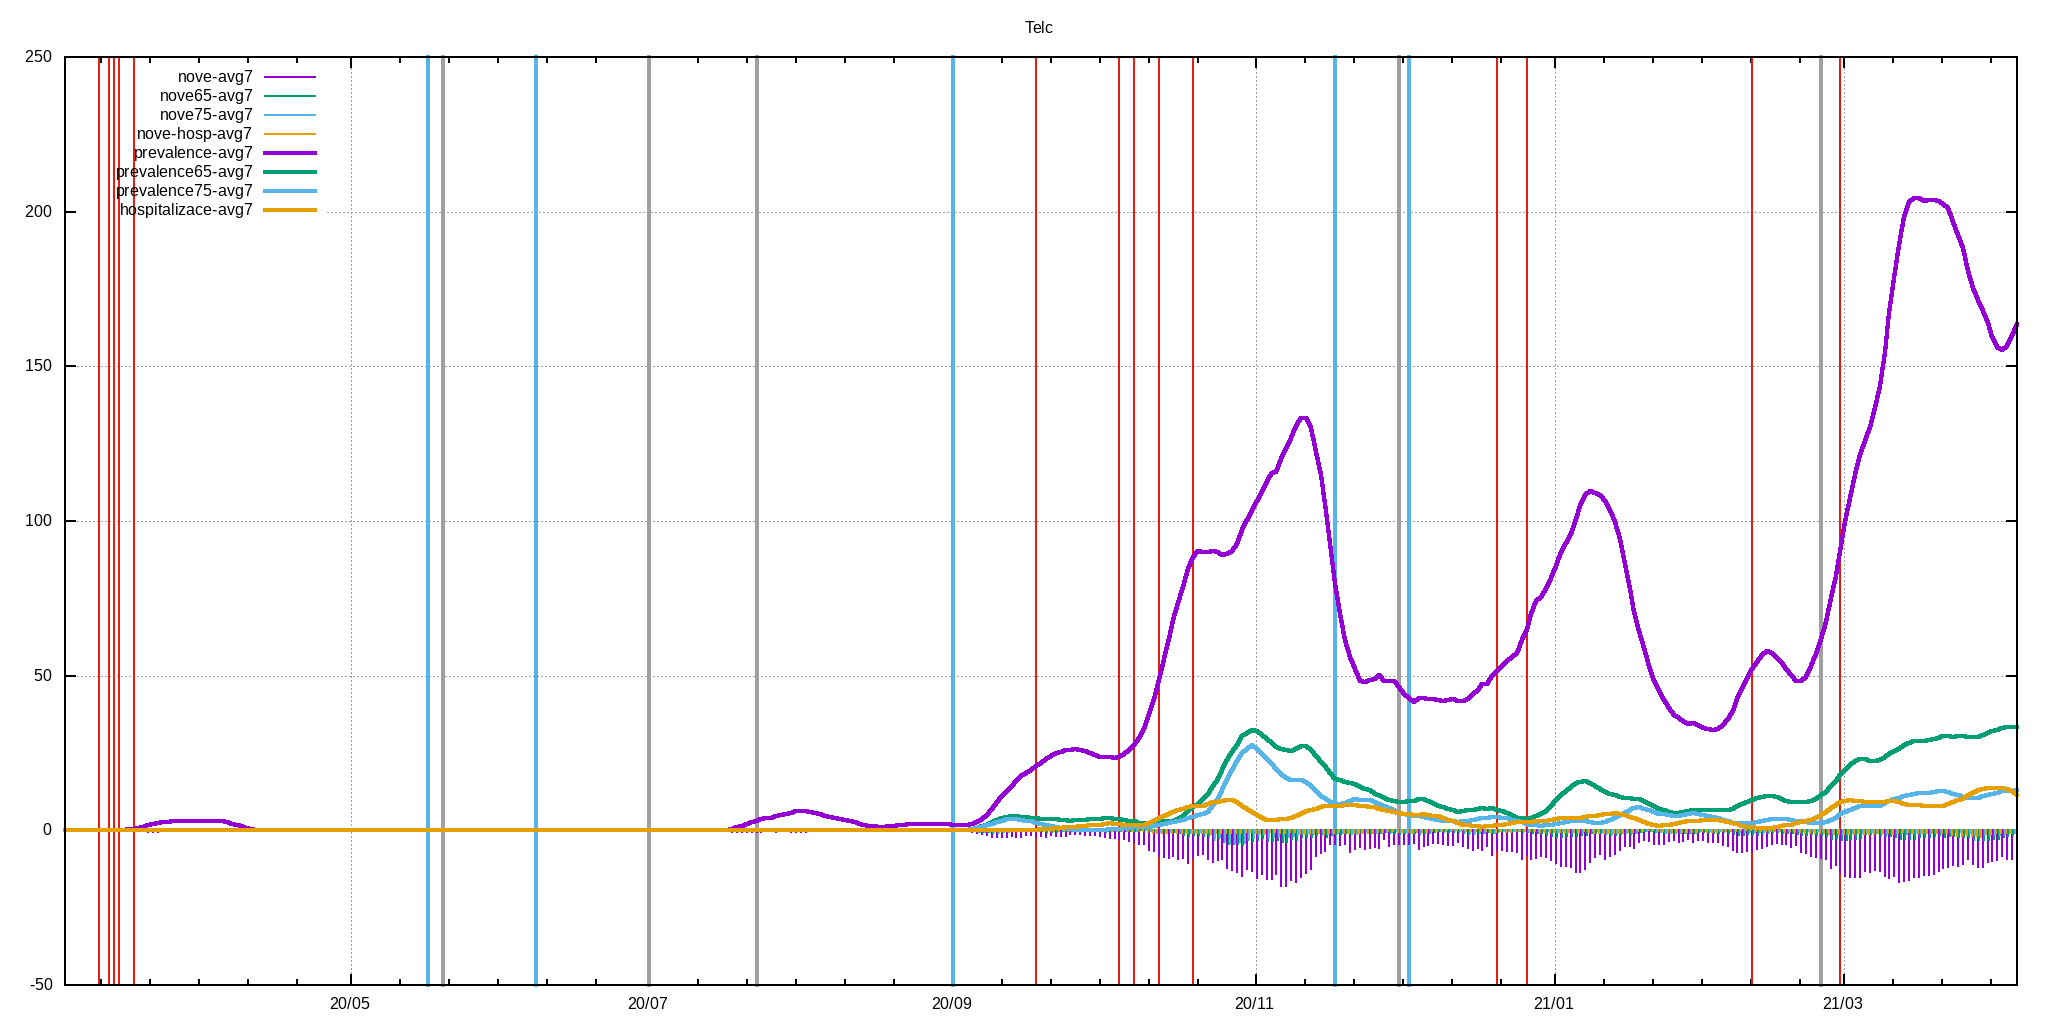 Telc
250
200
150
100
50
0
-50
nove-avg7
nove65-avg7
nove75-avg7
nove-hosp-avg7
prevalence-avg7
prevalence65-avg7
prevalence75-avg7
hospitalizace-avg7
20/05 20/07 20/09 20/11 21/01 21/03